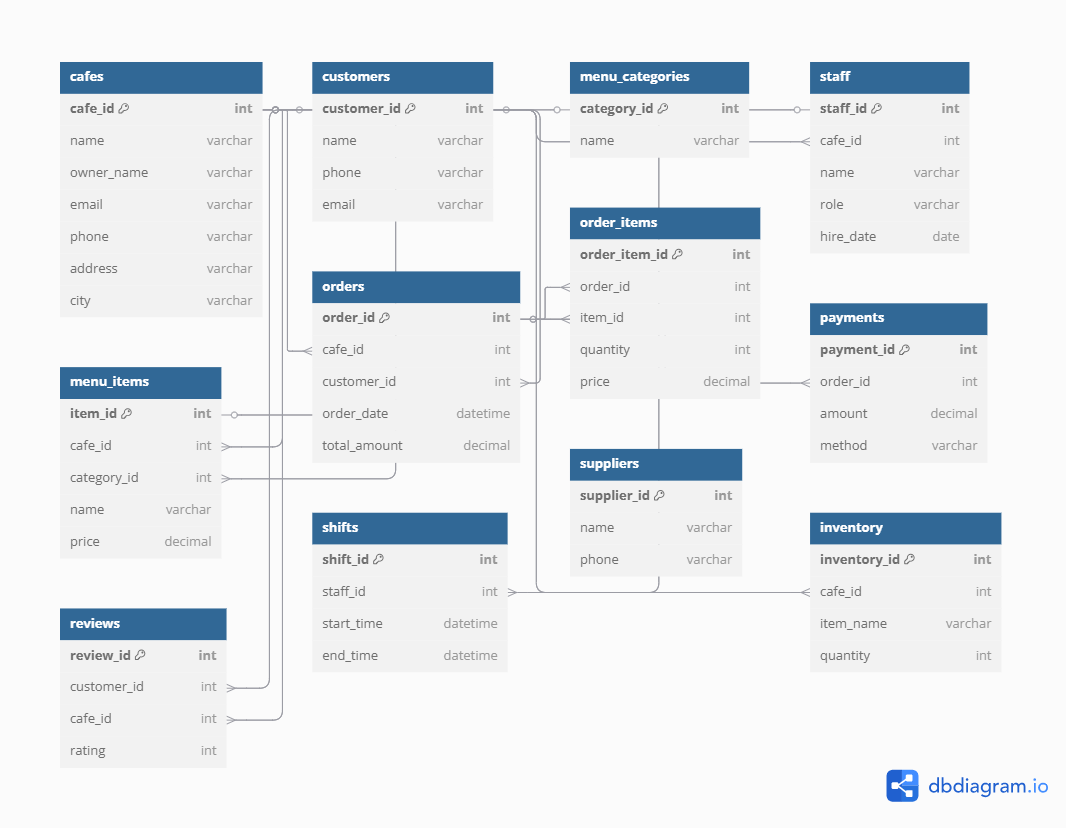 cafes
cafe_id int
name varchar
owner_name varchar
email varchar
phone varchar
address varchar
city varchar
customers
customer_id int
name varchar
phone varchar
email varchar
menu_categories
category_id int
name varchar
staff
staff_id int
cafe_id int
name varchar
role varchar
hire_date date
order_items
order_item_id int
order_id int
item_id int
quantity int
price decimal
orders
order_id int
cafe_id int
customer_id int
order_date datetime
total_amount decimal
payments
payment_id int
order_id int
amount decimal
method varchar
menu_items
item_id int
cafe_id int
category_id int
name varchar
price decimal
suppliers
supplier_id int
name varchar
phone varchar
shifts
shift_id int
staff_id int
start_time datetime
end_time datetime
inventory
inventory_id int
cafe_id int
item_name varchar
quantity int
reviews
review_id int
customer_id int
cafe_id int
rating int
dbdiagram.io